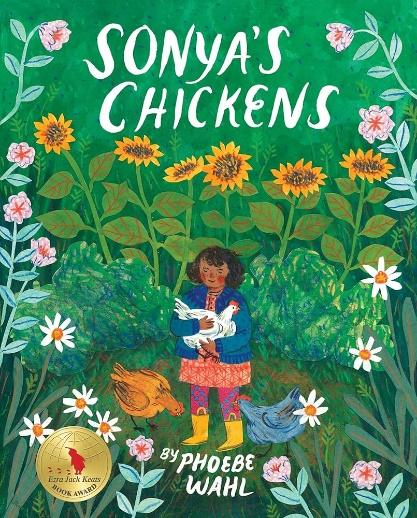 SONYA'S
CHICKENS
BY PHOEBE
WAHL
Ezra Jack Keats
BOOK AWARD